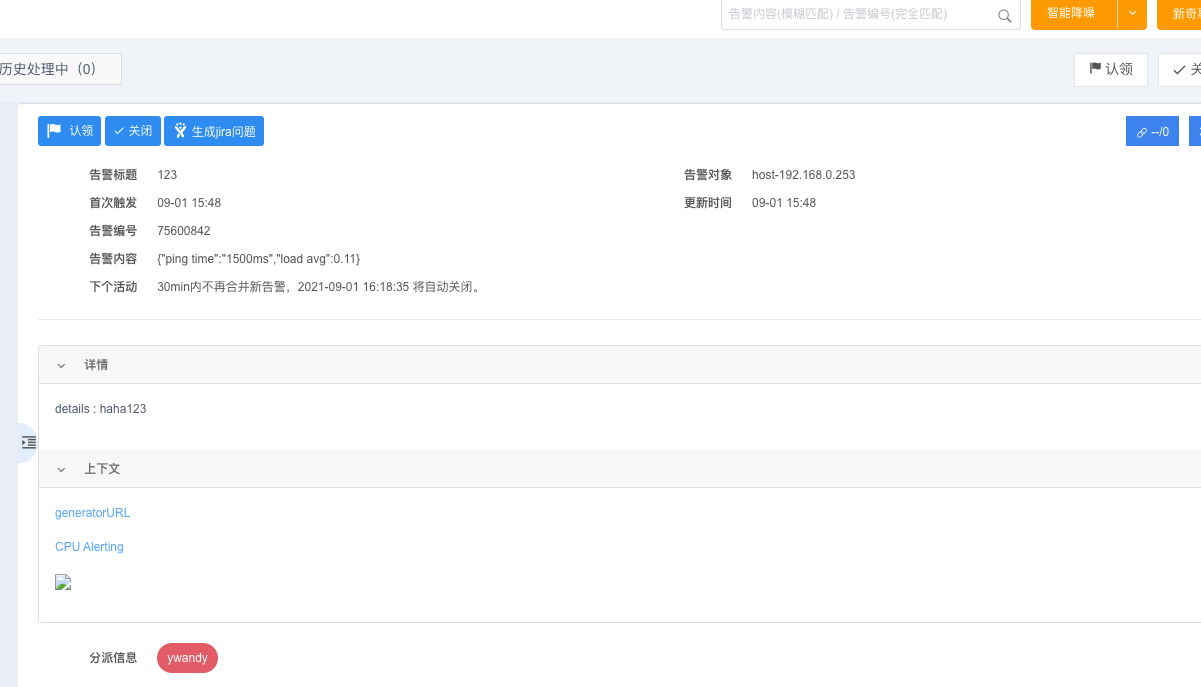 告警内容(模糊匹配) / 告警编号(完全匹配)
智能降噪
新奇
历史处理中（0）
认领
关
认领
关闭
生成jira问题
--/0
告警标题 123
告警对象 host-192.168.0.253
首次触发 09-01 15:48
更新时间 09-01 15:48
告警编号 75600842
告警内容 {"ping time":"1500ms","load avg":0.11}
下个活动 30min内不再合并新告警，2021-09-01 16:18:35 将自动关闭。
详情
details : haha123
上下文
generatorURL
CPU Alerting
分派信息 ywandy